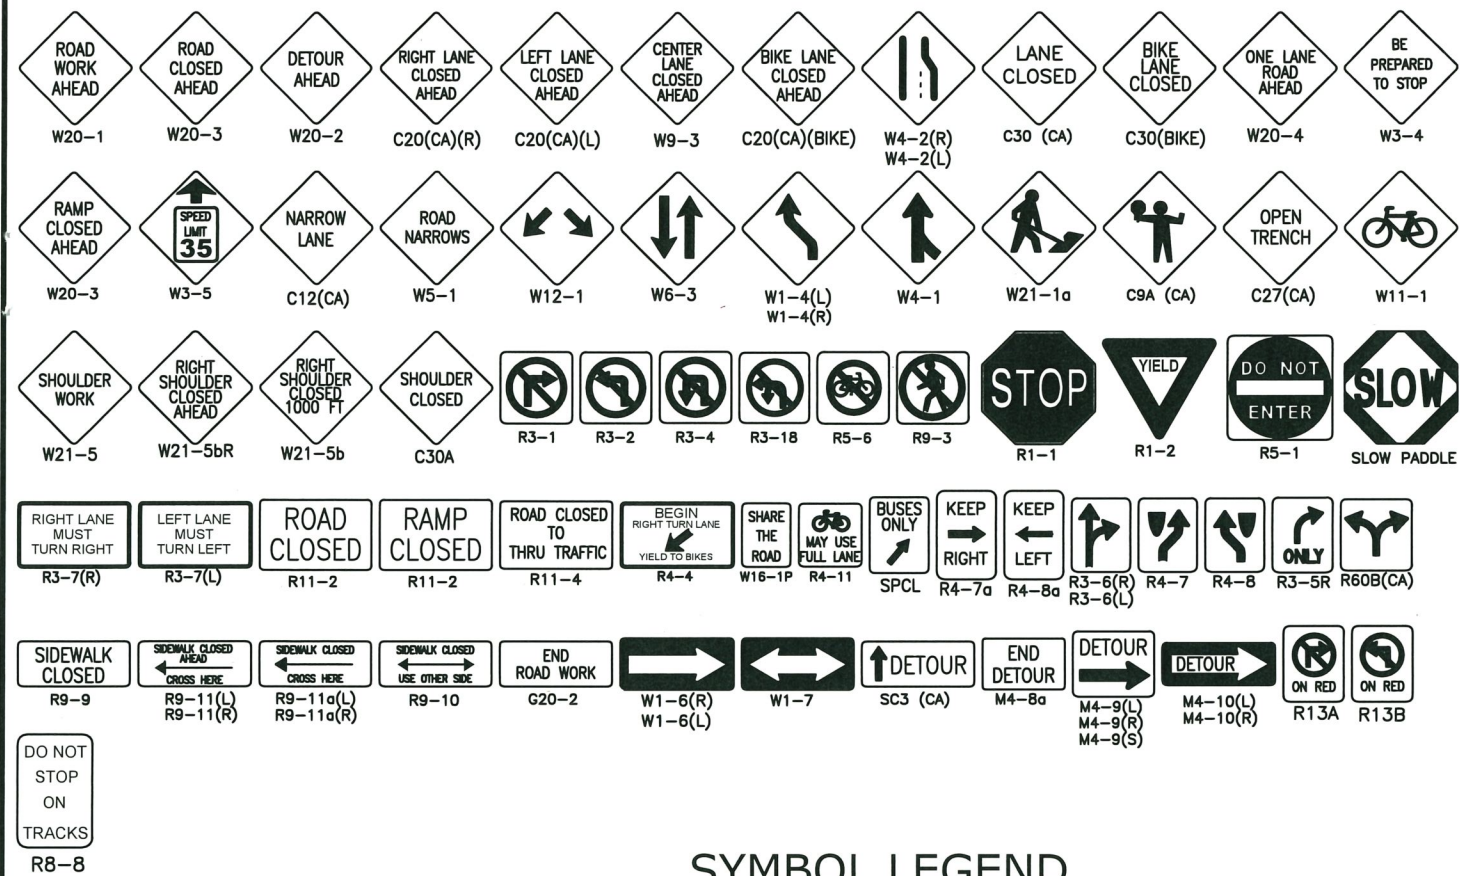 ROAD
WORK
AHEAD
W20-1
ROAD
CLOSED
AHEAD
W20-3
DETOUR
AHEAD
W20-2
RIGHT LANE
CLOSED
AHEAD
C20(CA)(R)
LEFT LANE
CLOSED
AHEAD
C20(CA)(L)
CENTER
LANE
CLOSED
AHEAD
W9-3
BIKE LANE
CLOSED
AHEAD
C20(CA)(BIKE)
W4-2(R)
W4-2(L)
LANE
CLOSED
C30 (CA)
BIKE
LANE
CLOSED
C30(BIKE)
ONE LANE
ROAD
AHEAD
W20-4
BE
PREPARED
TO STOP
W3-4
RAMP
CLOSED
AHEAD
W20-3
SPEED
LIMIT
35
W3-5
NARROW
LANE
C12(CA)
ROAD
NARROWS
W5-1
W12-1
W6-3
W1-4(L)
W1-4(R)
W4-1
W21-1a
C9A (CA)
OPEN
TRENCH
C27(CA)
W11-1
SHOULDER
WORK
W21-5
RIGHT
SHOULDER
CLOSED
AHEAD
W21-5bR
RIGHT
SHOULDER
CLOSED
1000 FT
W21-5b
SHOULDER
CLOSED
C30A
R3-1
R3-2
R3-4
R3-18
R5-6
R9-3
STOP
R1-1
YIELD
R1-2
DO NOT
ENTER
R5-1
SLOW
SLOW PADDLE
RIGHT LANE
MUST
TURN RIGHT
R3-7(R)
LEFT LANE
MUST
TURN LEFT
R3-7(L)
ROAD
CLOSED
R11-2
RAMP
CLOSED
R11-2
ROAD CLOSED
TO
THRU TRAFFIC
R11-4
BEGIN
RIGHT TURN LANE
YIELD TO BIKES
R4-4
SHARE
THE
ROAD
W16-1P
MAY USE
FULL LANE
R4-11
BUSES
ONLY
SPCL
KEEP
RIGHT
R4-7a
KEEP
LEFT
R4-8a
R3-6(R)
R3-6(L)
R4-7
R4-8
ONLY
R3-5R
R60B(CA)
SIDEWALK
CLOSED
R9-9
SIDEWALK CLOSED
AHEAD
CROSS HERE
R9-11(L)
R9-11(R)
SIDEWALK CLOSED
CROSS HERE
R9-11a(L)
R9-11a(R)
SIDEWALK CLOSED
USE OTHER SIDE
R9-10
END
ROAD WORK
G20-2
W1-6(R)
W1-6(L)
W1-7
DETOUR
SC3 (CA)
END
DETOUR
M4-8a
DETOUR
M4-9(L)
M4-9(R)
M4-9(S)
DETOUR
M4-10(L)
M4-10(R)
ON RED
R13A
ON RED
R13B
DO NOT
STOP
ON
TRACKS
R8-8
SYMBOL LEGEND